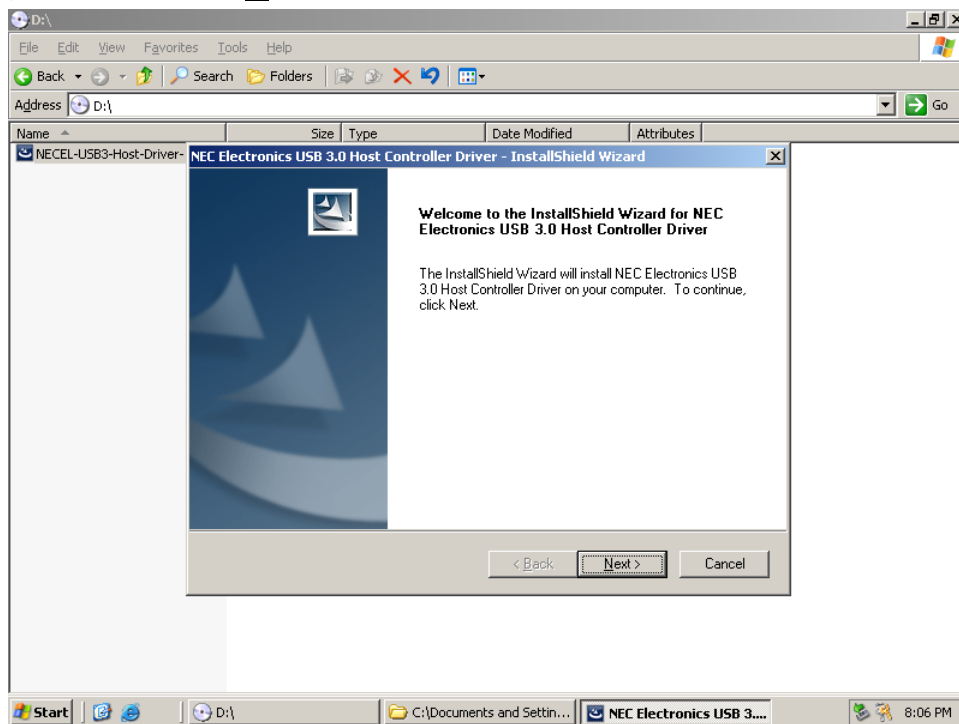 D:\
File Edit View Favorites Tools Help
Back Search Folders
Address D:\ Go
Name Size Type Date Modified Attributes
NECEL-USB3-Host-Driver-
NEC Electronics USB 3.0 Host Controller Driver - InstallShield Wizard
Welcome to the InstallShield Wizard for NEC
Electronics USB 3.0 Host Controller Driver
The InstallShield Wizard will install NEC Electronics USB
3.0 Host Controller Driver on your computer. To continue,
click Next.
< Back Next > Cancel
Start D:\ C:\Documents and Settin... NEC Electronics USB 3.... 8:06 PM